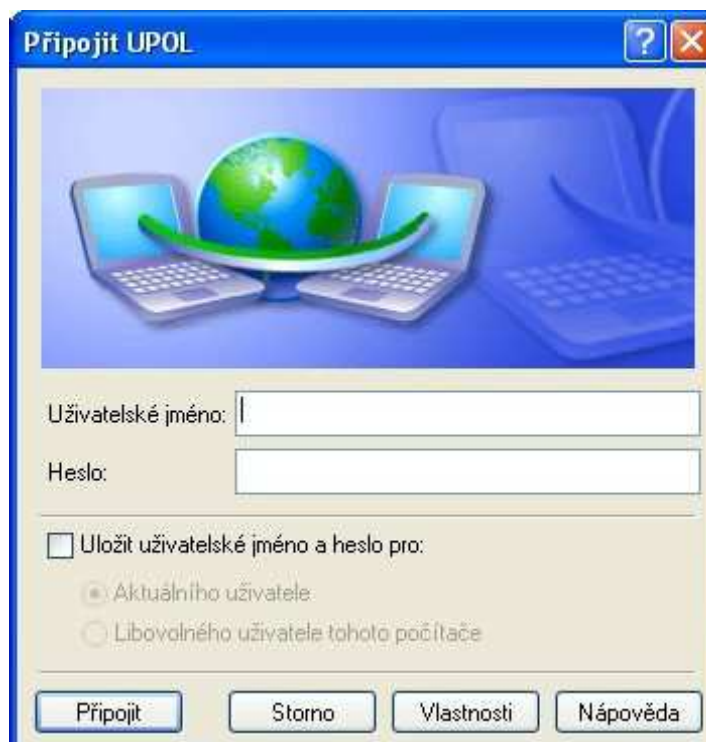 Připojit UPOL
Uživatelské jméno:
Heslo:
Uložit uživatelské jméno a heslo pro:
Aktuálního uživatele
Libovolného uživatele tohoto počítače
Připojit Storno Vlastnosti Nápověda